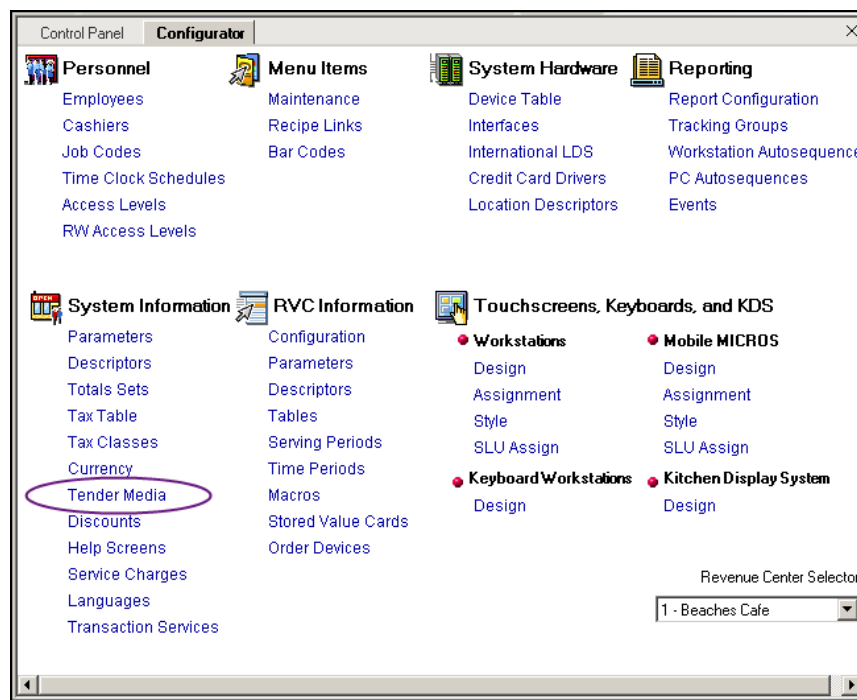 Control Panel
Configurator
Personnel
Employees
Cashiers
Job Codes
Time Clock Schedules
Access Levels
RW Access Levels
Menu Items
Maintenance
Recipe Links
Bar Codes
System Hardware
Device Table
Interfaces
International LDS
Credit Card Drivers
Location Descriptors
Reporting
Report Configuration
Tracking Groups
Workstation Autosequence
PC Autosequences
Events
OPEN
System Information
Parameters
Descriptors
Totals Sets
Tax Table
Tax Classes
Currency
Tender Media
Discounts
Help Screens
Service Charges
Languages
Transaction Services
RVC Information
Configuration
Parameters
Descriptors
Tables
Serving Periods
Time Periods
Macros
Stored Value Cards
Order Devices
Touchscreens, Keyboards, and KDS
Workstations
Design
Assignment
Style
SLU Assign
Keyboard Workstations
Design
Mobile MICROS
Design
Assignment
Style
SLU Assign
Kitchen Display System
Design
Revenue Center Selector
1 - Beaches Cafe